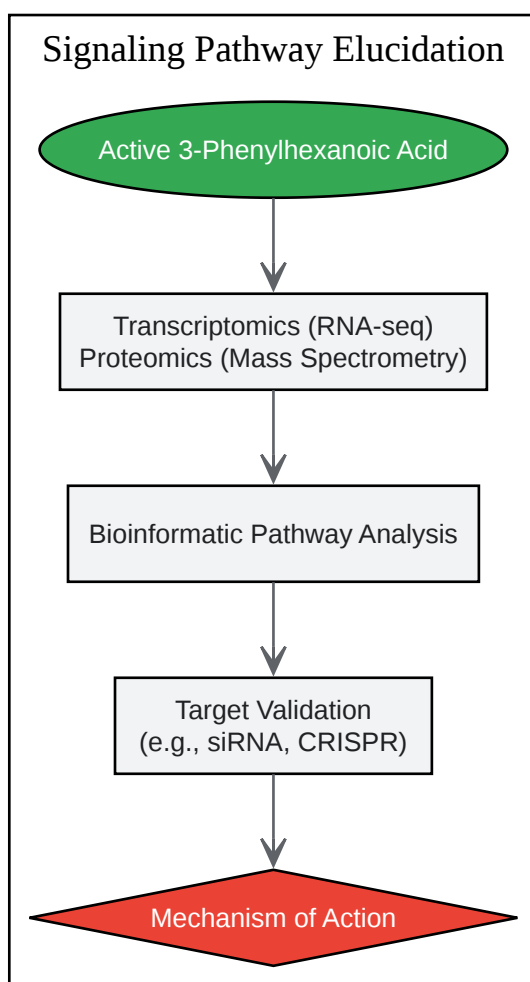 Signaling Pathway Elucidation
Active 3-Phenylhexanoic Acid
Transcriptomics (RNA-seq)
Proteomics (Mass Spectrometry)
Bioinformatic Pathway Analysis
Target Validation
(e.g., siRNA, CRISPR)
Mechanism of Action